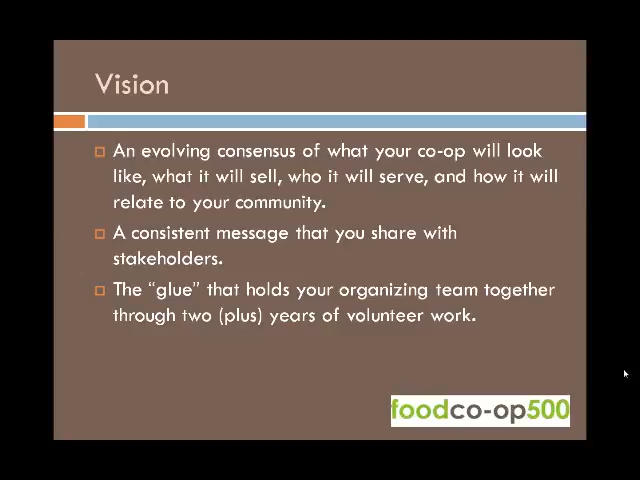 Vision
An evolving consensus of what your co-op will look
like, what it will sell, who it will serve, and how it will
relate to your community.
A consistent message that you share with
stakeholders.
The “glue” that holds your organizing team together
through two (plus) years of volunteer work.
foodco-op500